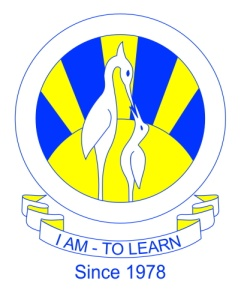 I AM - TO LEARN
Since 1978